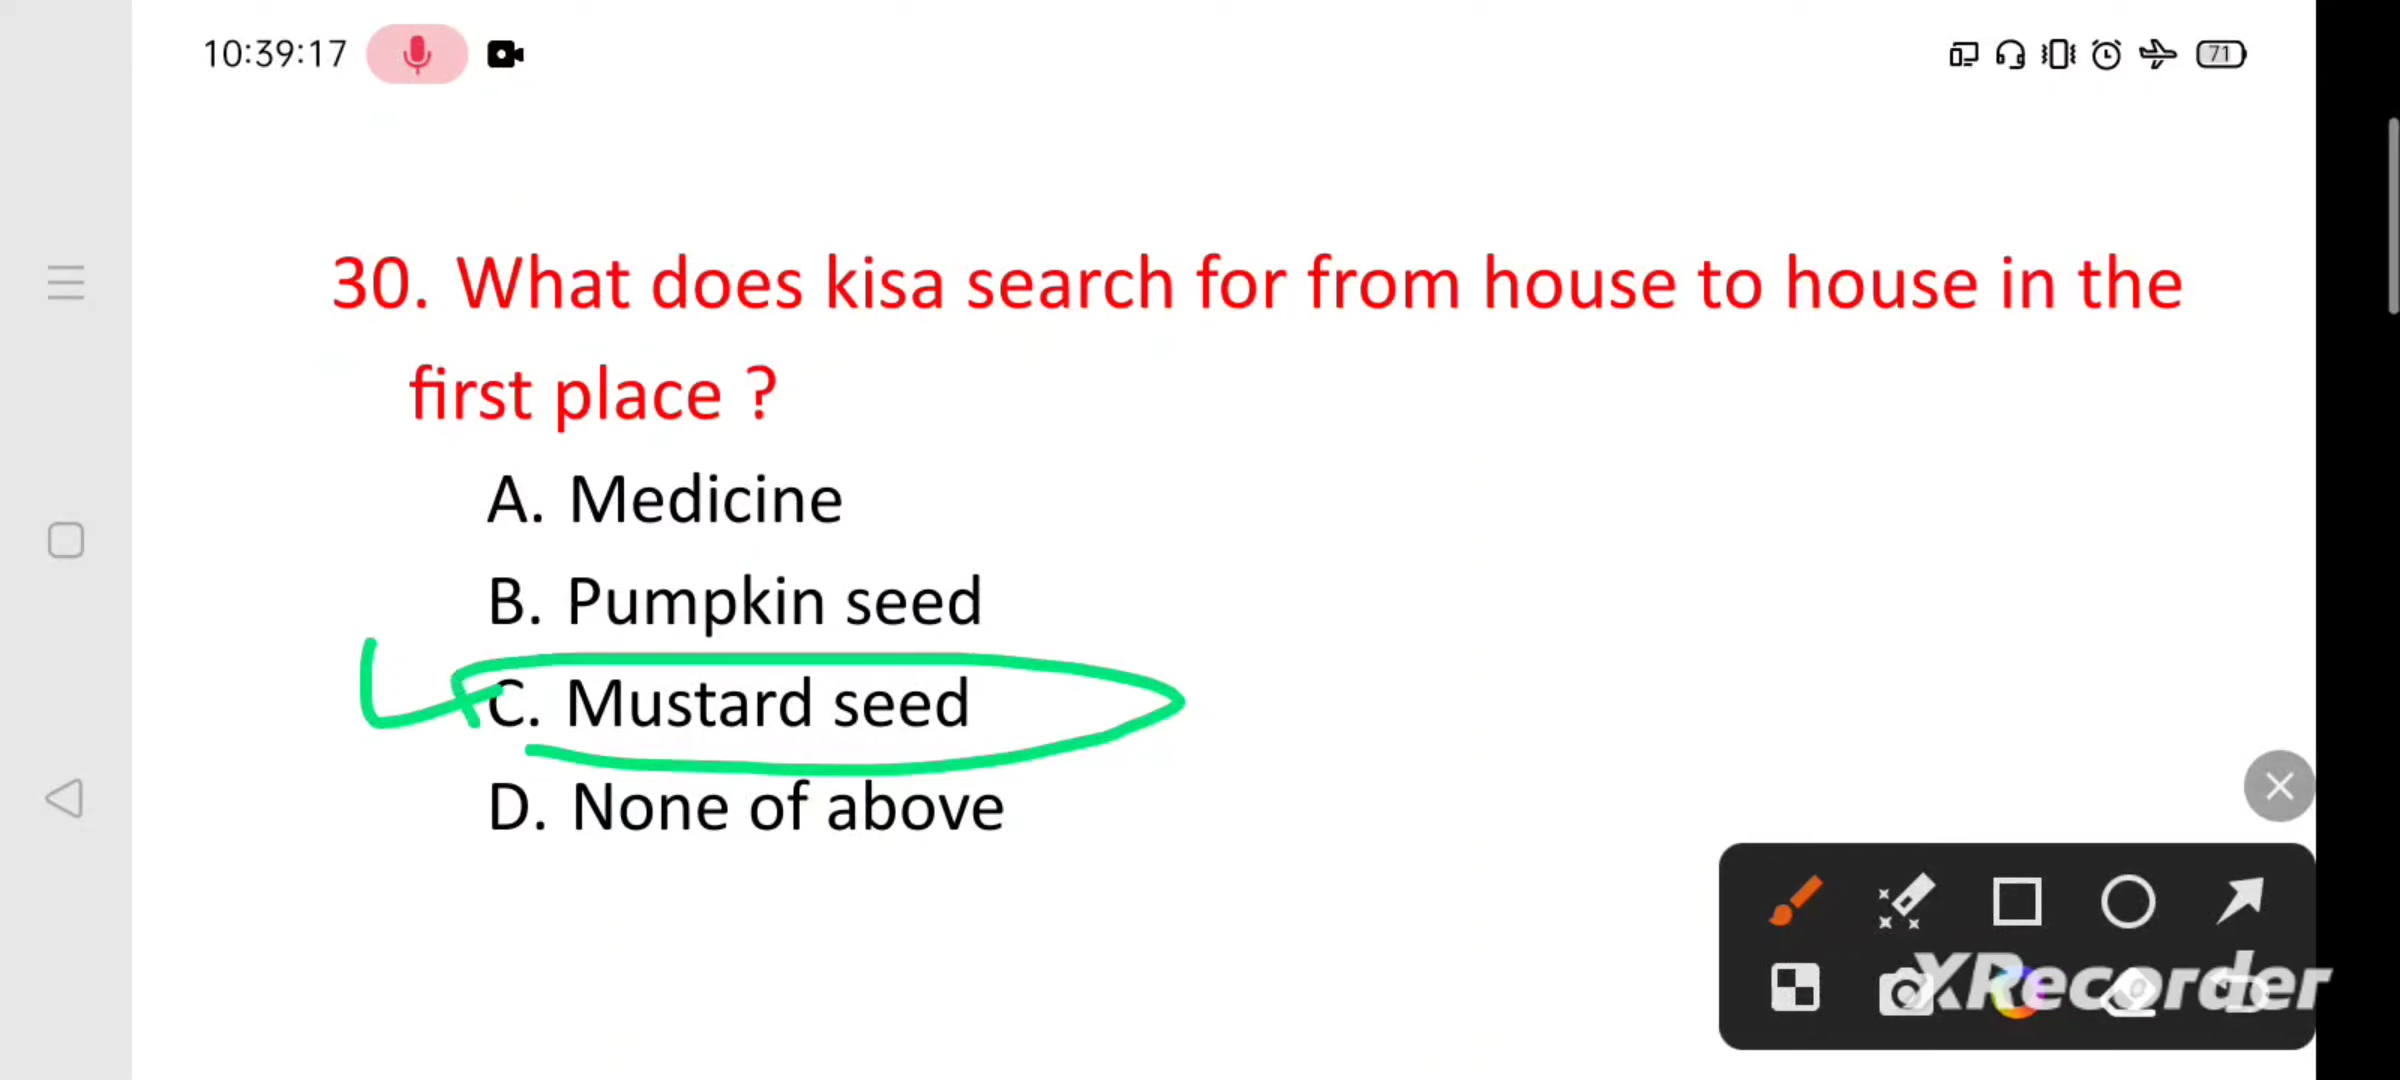 10:39:17
71
30. What does kisa search for from house to house in the
first place ?
A. Medicine
B. Pumpkin seed
C. Mustard seed
D. None of above
XRecorder